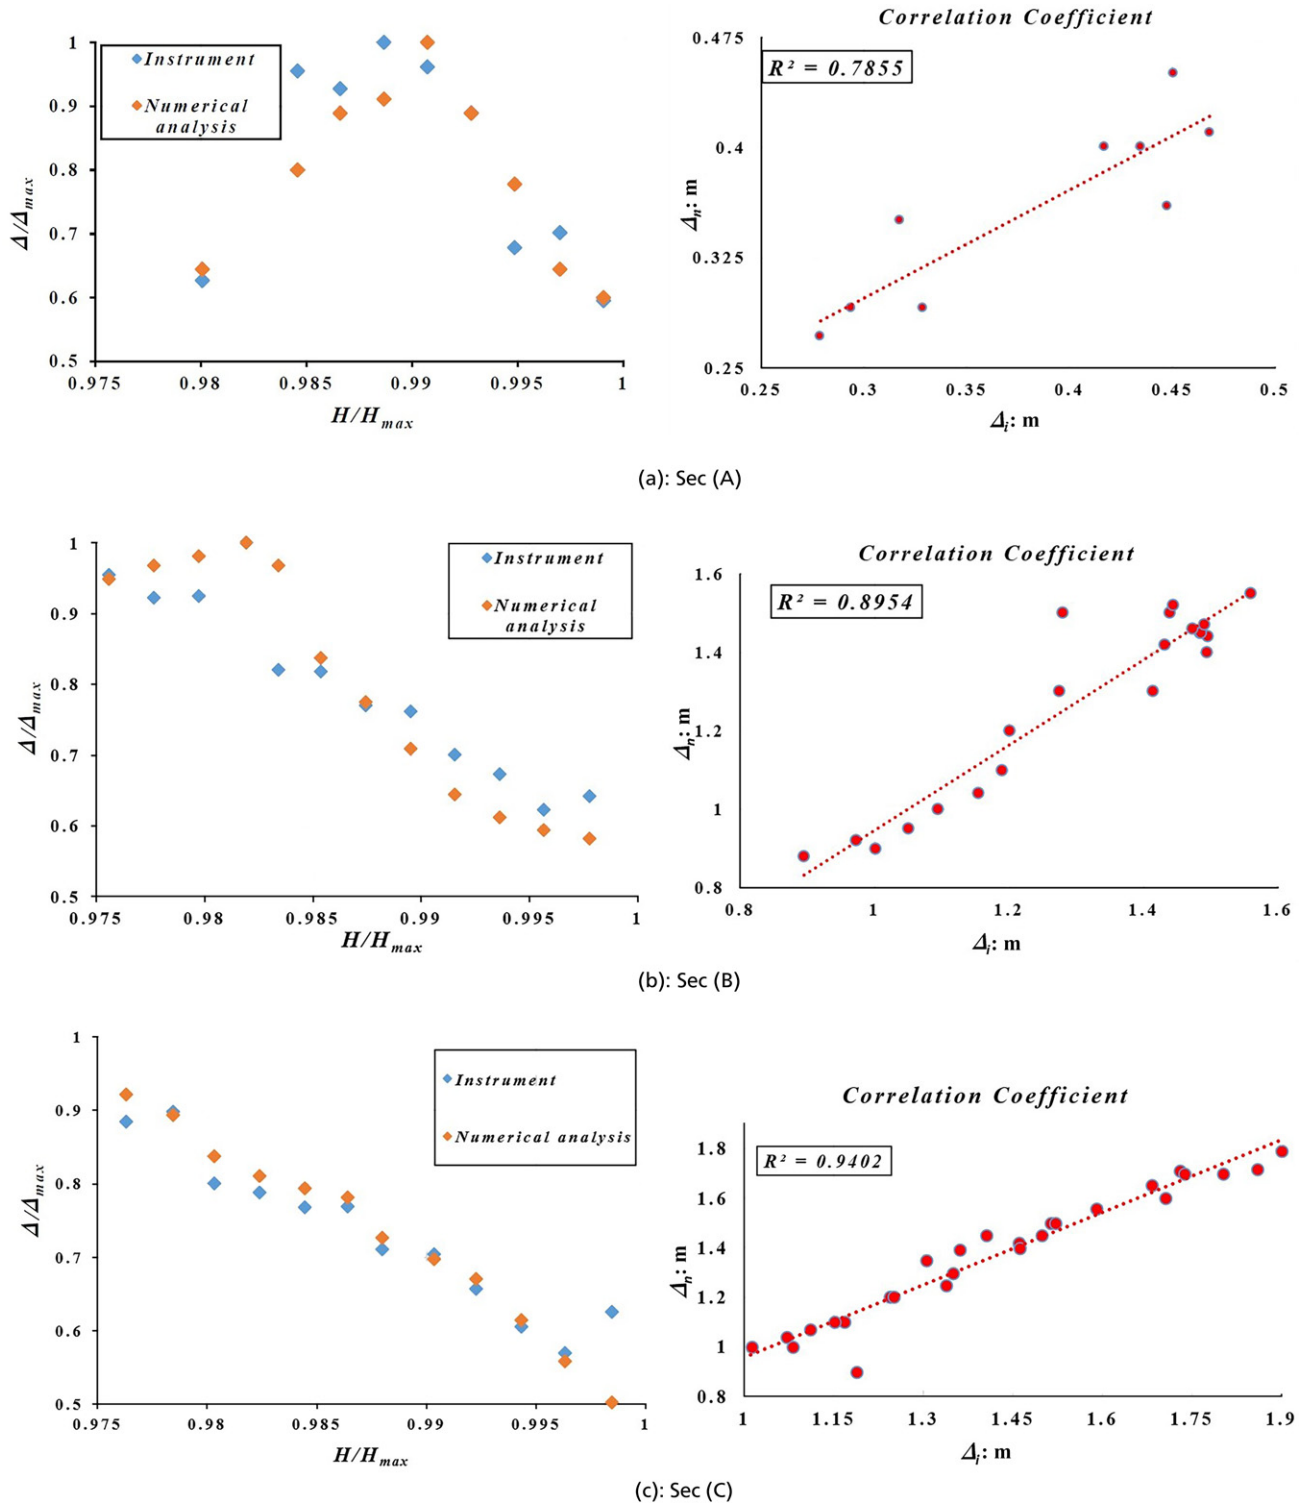 Correlation Coefficient
Instrument
Numerical
analysis
R² = 0.7855
1
0.9
0.8
0.7
0.6
0.5
Δ/Δmax
0.975
0.98
0.985
0.99
0.995
1
H/Hmax
0.475
0.4
0.325
0.25
Δn: m
0.25
0.3
0.35
0.4
0.45
0.5
Δi: m
(a): Sec (A)
Instrument
Numerical
analysis
1
0.9
0.8
0.7
0.6
0.5
Δ/Δmax
0.975
0.98
0.985
0.99
0.995
1
H/Hmax
Correlation Coefficient
R² = 0.8954
1.6
1.4
1.2
1
0.8
Δn: m
0.8
1
1.2
1.4
1.6
Δi: m
(b): Sec (B)
Instrument
Numerical analysis
1
0.9
0.8
0.7
0.6
0.5
Δ/Δmax
0.975
0.98
0.985
0.99
0.995
1
H/Hmax
Correlation Coefficient
R² = 0.9402
1.8
1.6
1.4
1.2
1
0.8
Δn: m
1
1.15
1.3
1.45
1.6
1.75
1.9
Δi: m
(c): Sec (C)